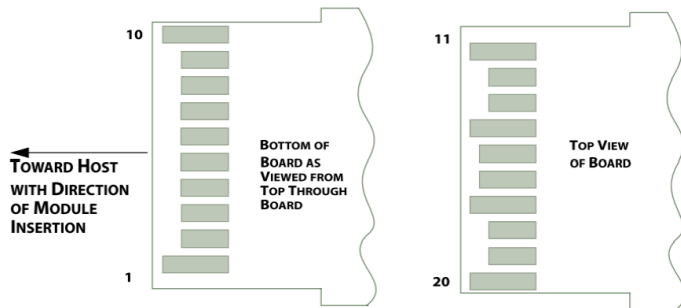 10
TOWARD HOST
WITH DIRECTION
OF MODULE
INSERTION
1
BOTTOM OF
BOARD AS
VIEWED FROM
TOP THROUGH
BOARD
11
TOP VIEW
OF BOARD
20